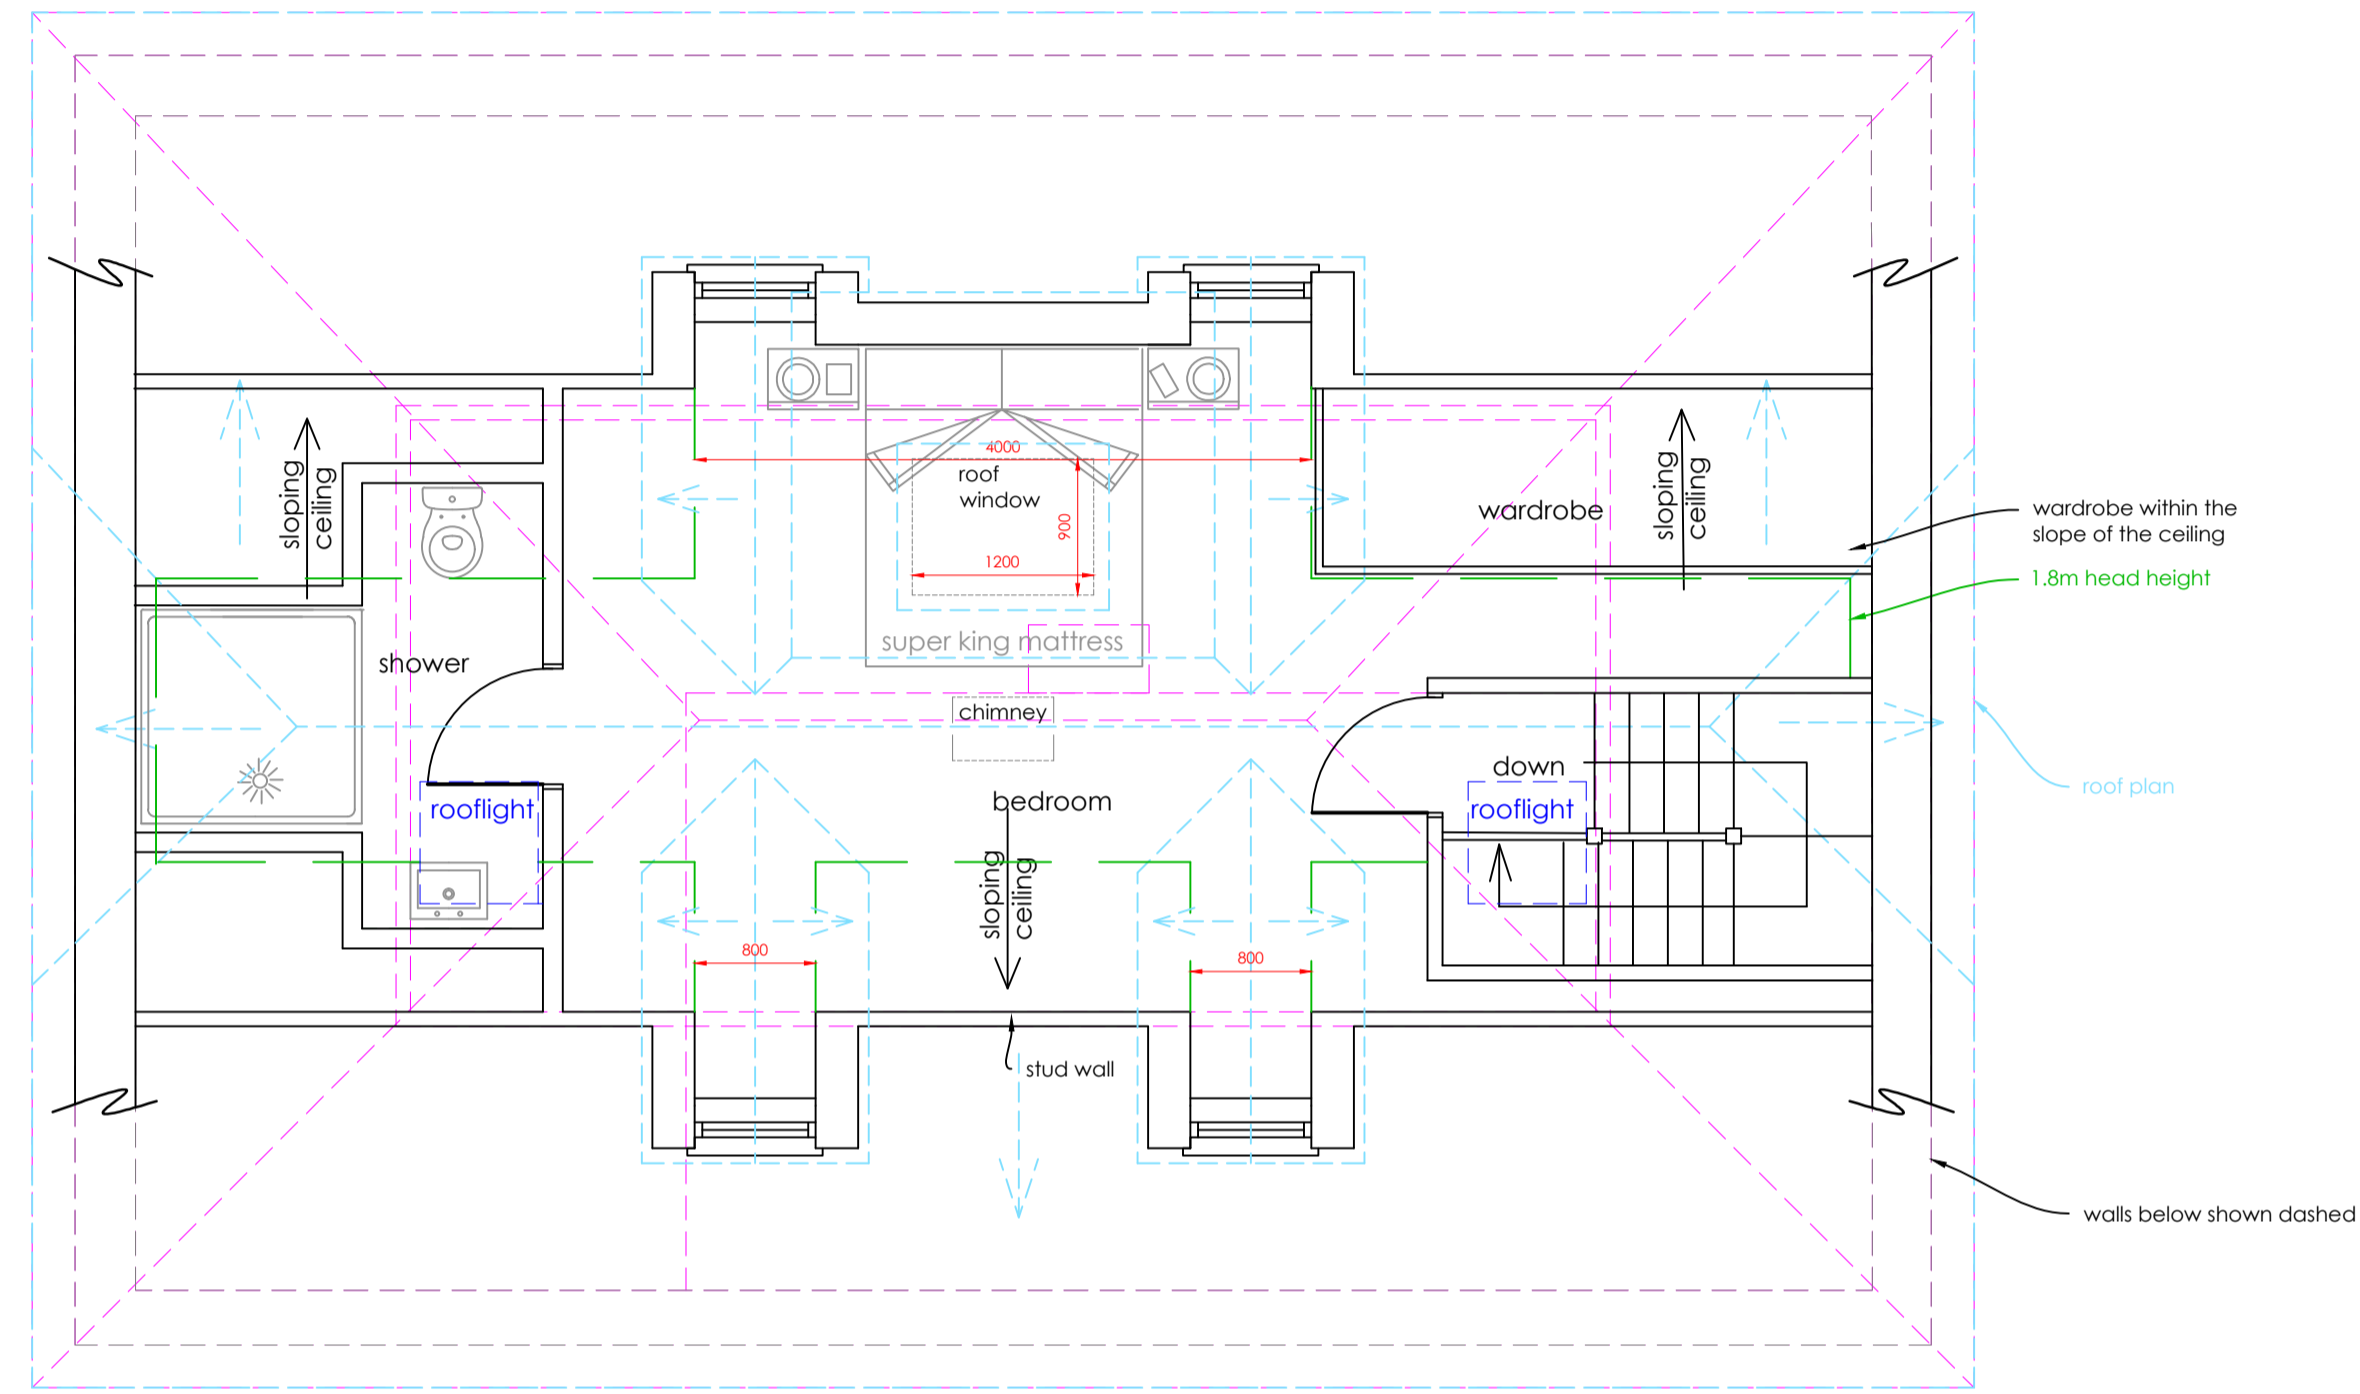 4000
roof
window
900
1200
sloping
ceiling
wardrobe
sloping
ceiling
wardrobe within the
slope of the ceiling
1.8m head height
super king mattress
shower
chimney
down
rooflight
bedroom
rooflight
roof plan
sloping
ceiling
800
800
stud wall
walls below shown dashed